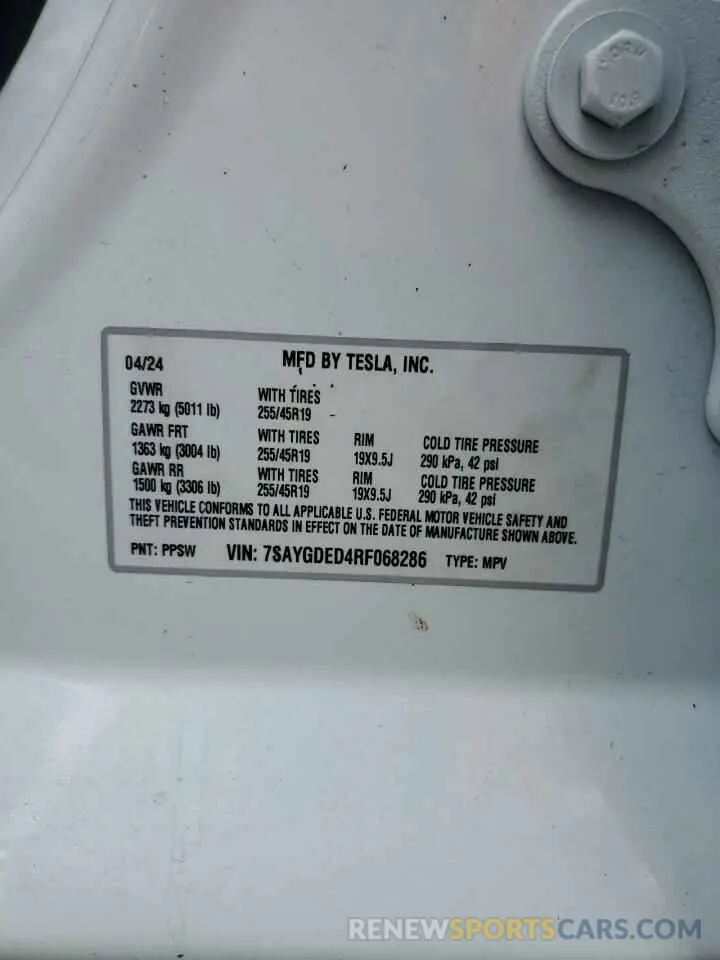 04/24 MFD BY TESLA, INC.
GVWR
2273 kg (5011 lb) WITH TIRES 255/45R19
GAWR FRT
1363 kg (3004 lb) WITH TIRES 255/45R19 RIM 19X9.5J COLD TIRE PRESSURE 290 kPa, 42 psi
GAWR RR
1500 kg (3306 lb) WITH TIRES 255/45R19 RIM 19X9.5J COLD TIRE PRESSURE 290 kPa, 42 psi
THIS VEHICLE CONFORMS TO ALL APPLICABLE U.S. FEDERAL MOTOR VEHICLE SAFETY AND
THEFT PREVENTION STANDARDS IN EFFECT ON THE DATE OF MANUFACTURE SHOWN ABOVE.
PNT: PPSW VIN: 7SAYGDED4RF068286 TYPE: MPV
RENEWSPORTSCARS.COM